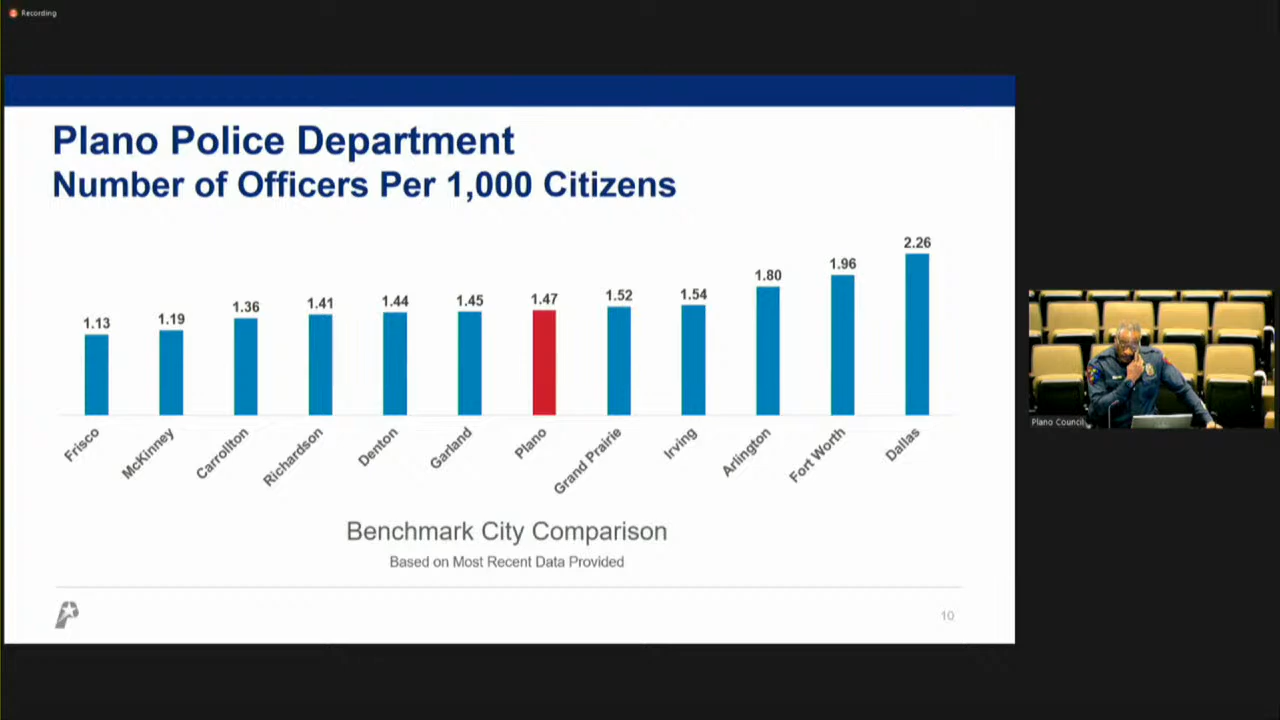 Recording
Plano Police Department
Number of Officers Per 1,000 Citizens
1.13
1.19
1.36
1.41
1.44
1.45
1.47
1.52
1.54
1.80
1.96
2.26
Frisco
McKinney
Carrollton
Richardson
Denton
Garland
Plano
Grand Prairie
Irving
Arlington
Fort Worth
Dallas
Benchmark City Comparison
Based on Most Recent Data Provided
10
Plano Council